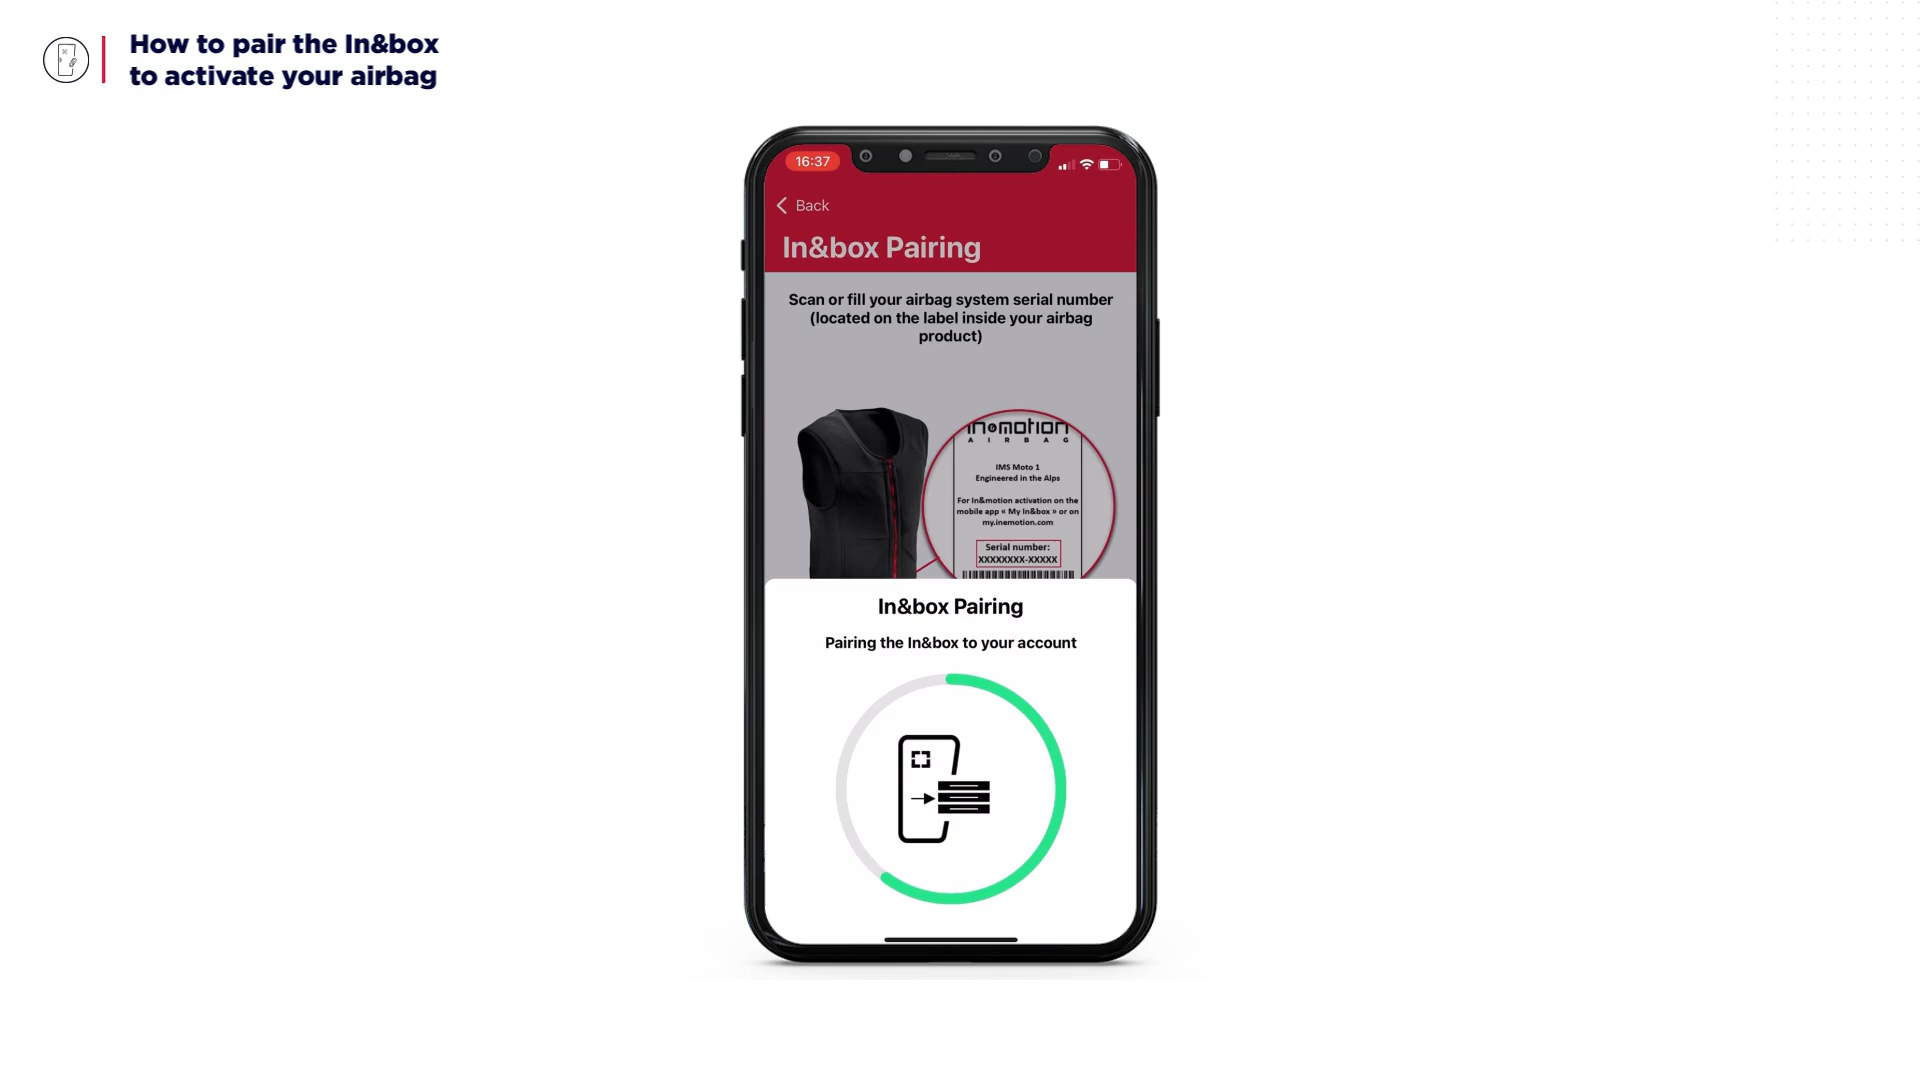 How to pair the In&box
to activate your airbag
16:37
Back
In&box Pairing
Scan or fill your airbag system serial number
(located on the label inside your airbag
product)
in&motion
AIRBAG
IMS Moto 1
Engineered in the Alps
For In&motion activation on the
mobile app « My In&box » or on
my.inemotion.com
Serial number:
XXXXXXXX-XXXXX
In&box Pairing
Pairing the In&box to your account